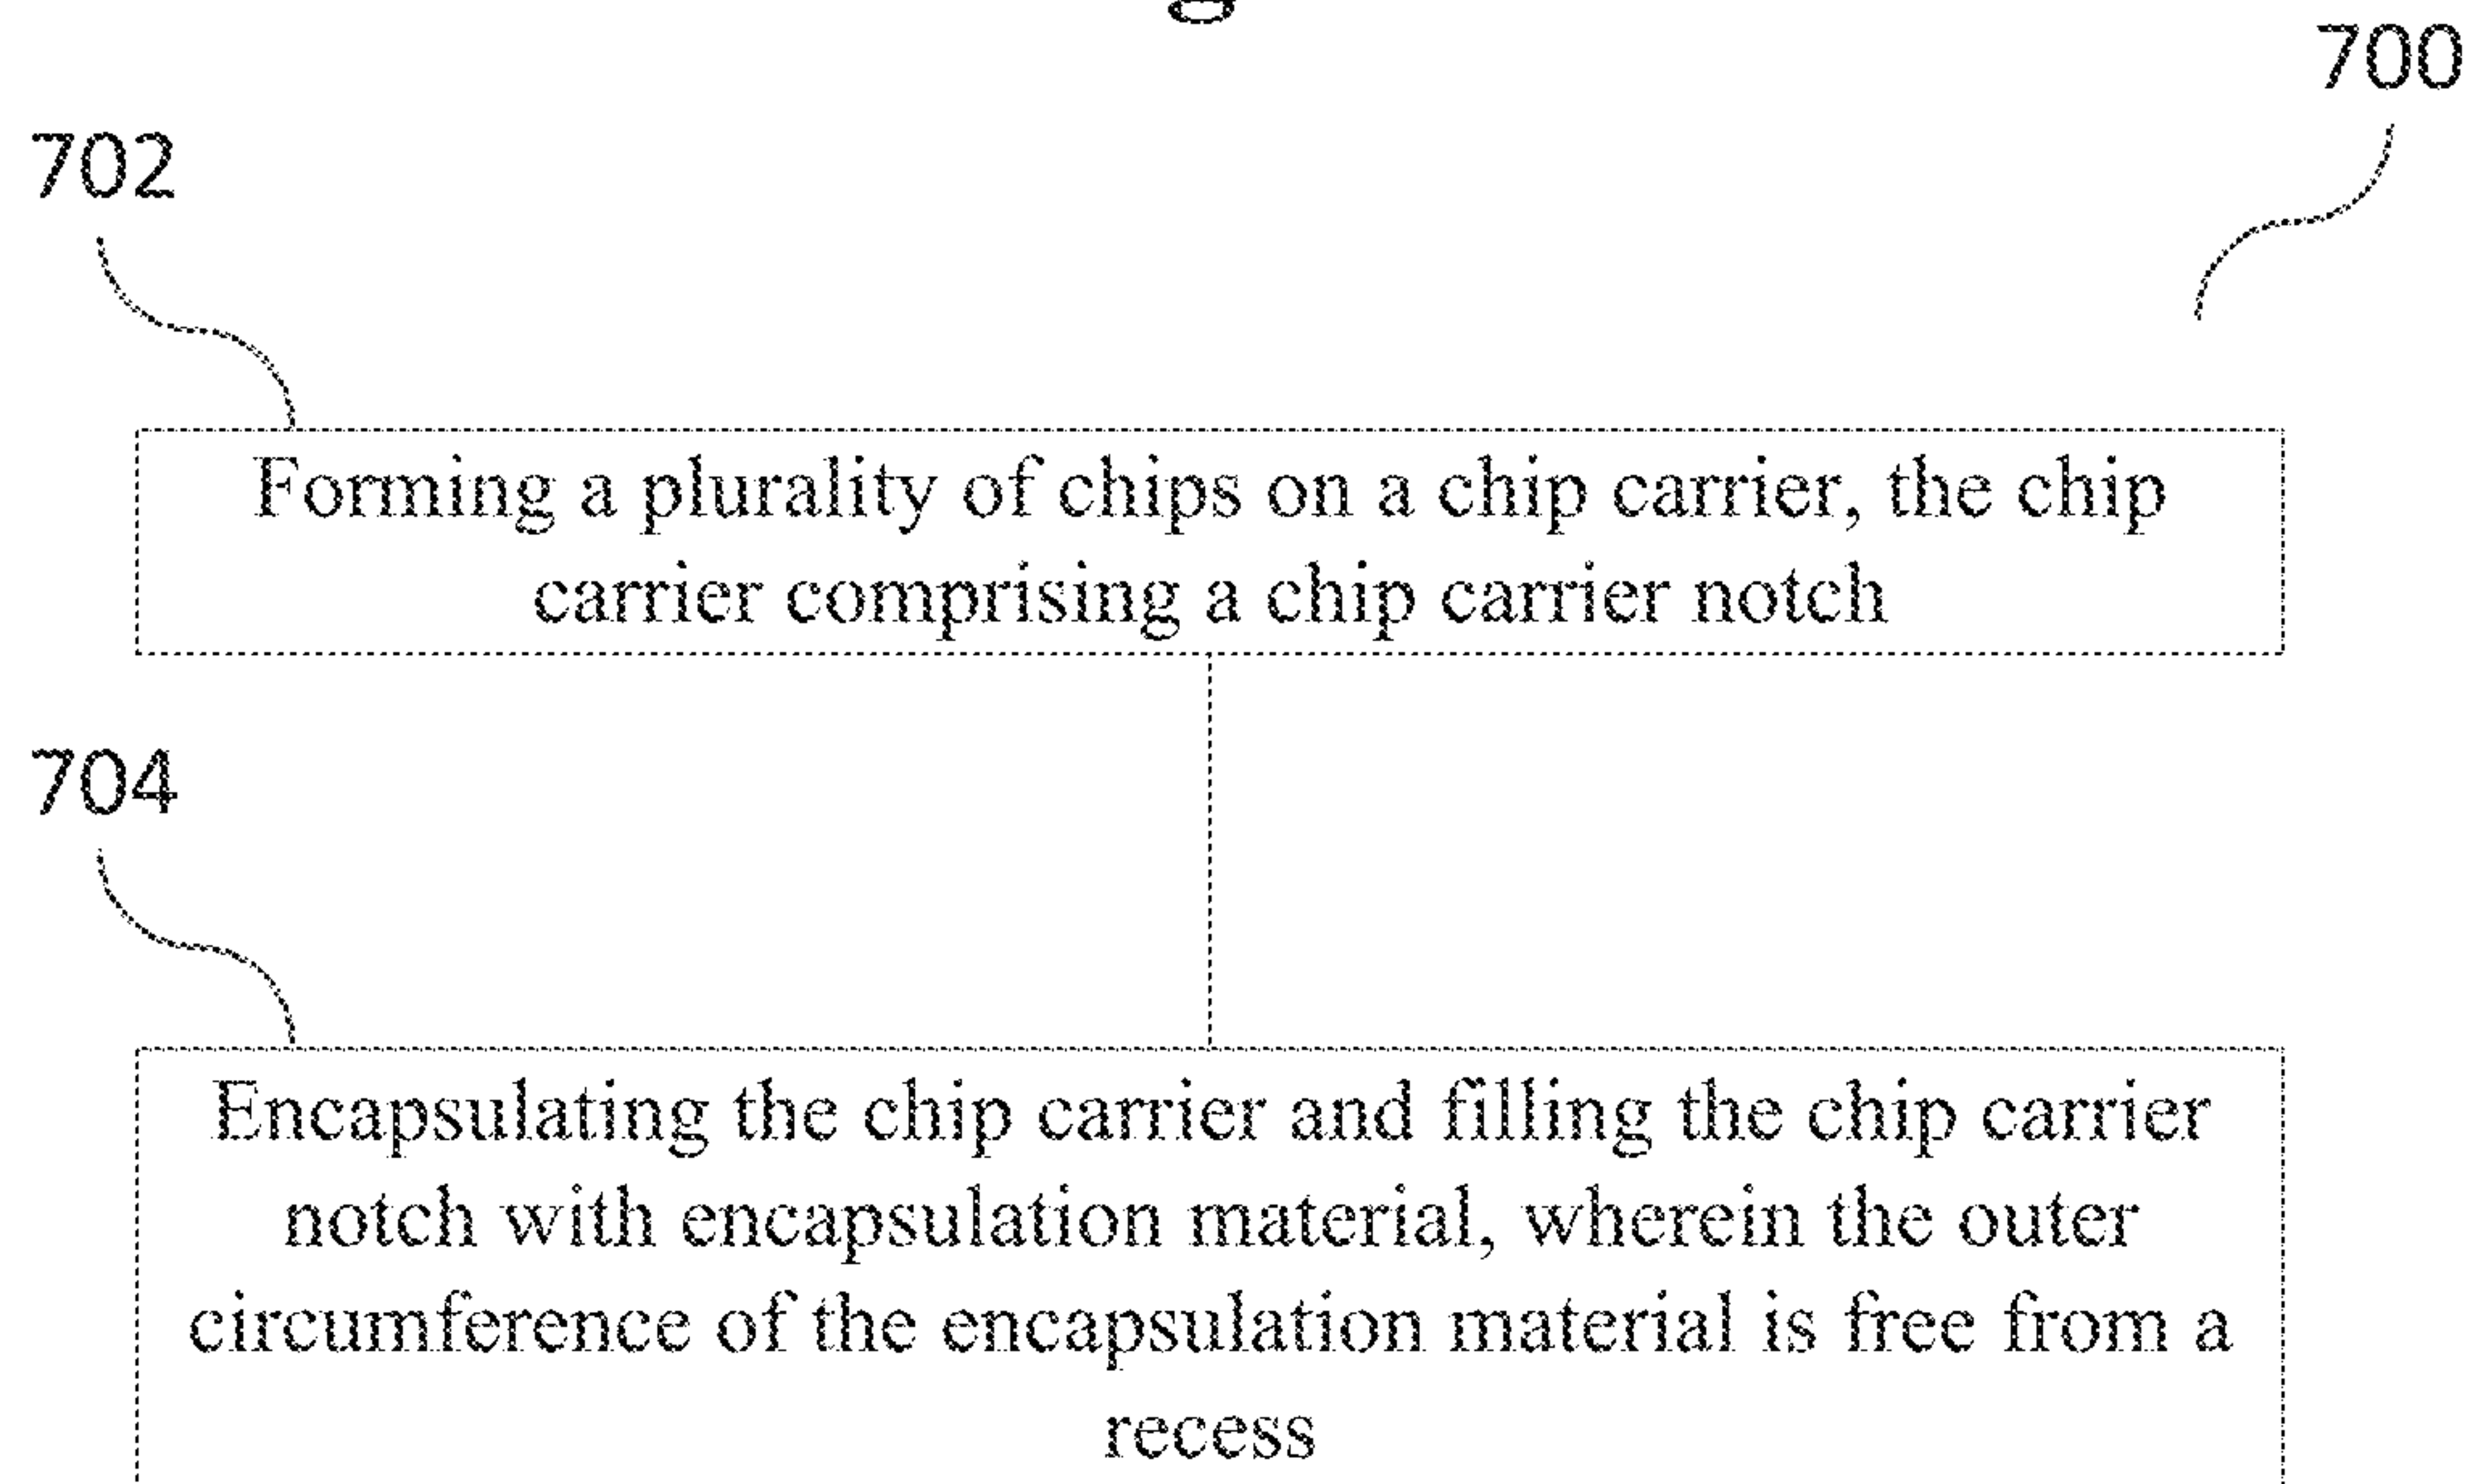 700
702
Forming a plurality of chips on a chip carrier, the chip
carrier comprising a chip carrier notch
704
Encapsulating the chip carrier and filling the chip carrier
notch with encapsulation material, wherein the outer
circumference of the encapsulation material is free from a
recess